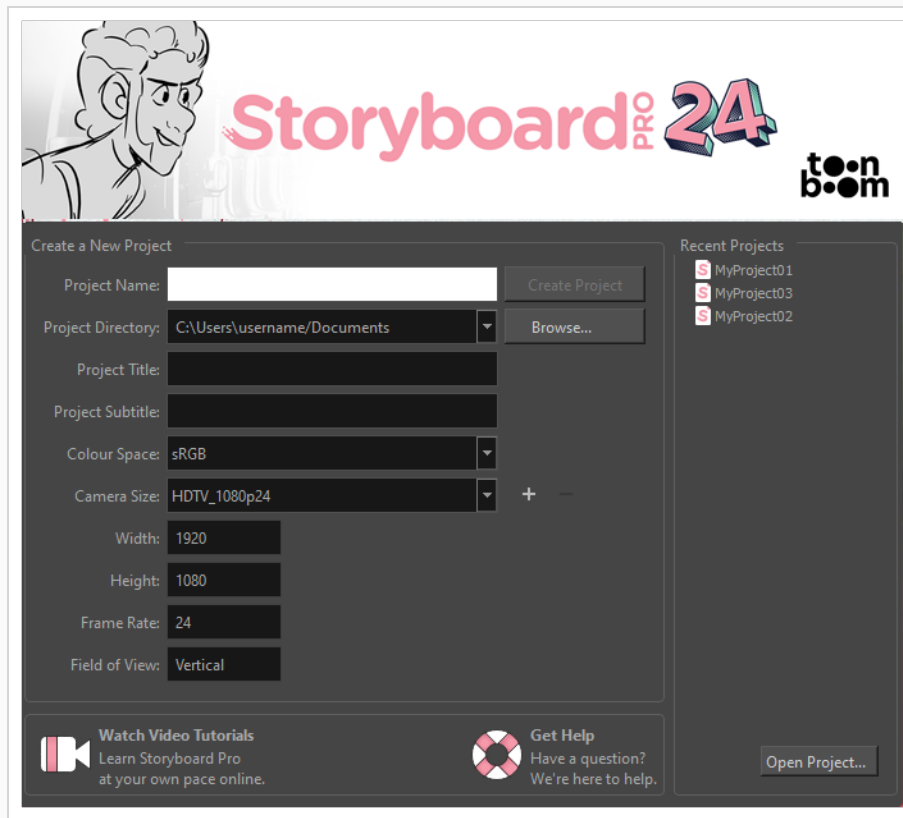 Storyboard PRO 24
toon
boom
Create a New Project
Project Name:
Create Project
Project Directory: C:\Users\username/Documents
Browse...
Project Title:
Project Subtitle:
Colour Space: sRGB
Camera Size: HDTV_1080p24
+ −
Width: 1920
Height: 1080
Frame Rate: 24
Field of View: Vertical
Recent Projects
S MyProject01
S MyProject03
S MyProject02
Watch Video Tutorials
Learn Storyboard Pro
at your own pace online.
Get Help
Have a question?
We're here to help.
Open Project...